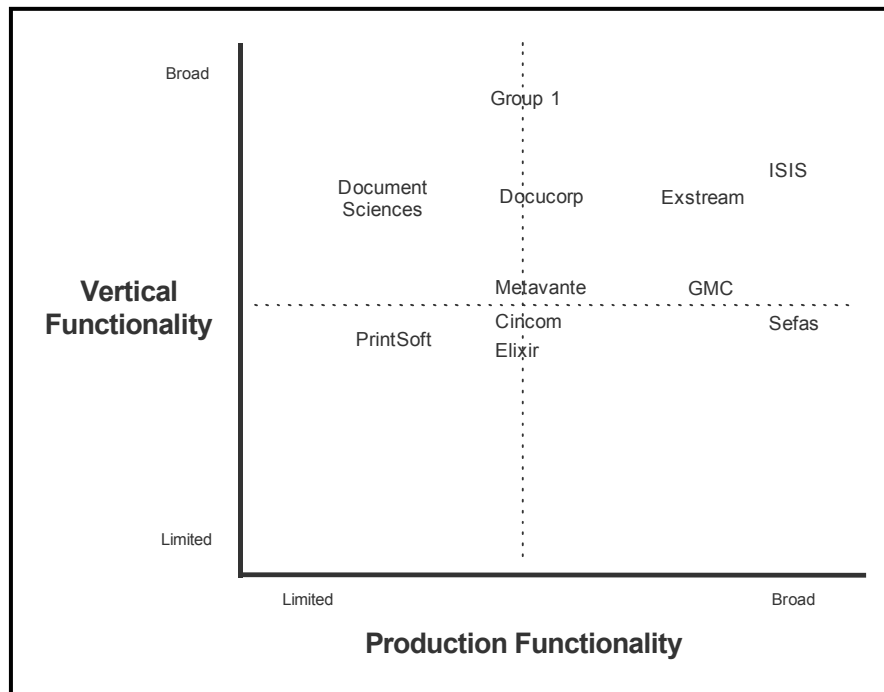 Broad
Group 1
ISIS
Document
Sciences
Docucorp
Exstream
Vertical
Functionality
Metavante
GMC
Cincom
Sefas
PrintSoft
Elixir
Limited
Limited
Broad
Production Functionality